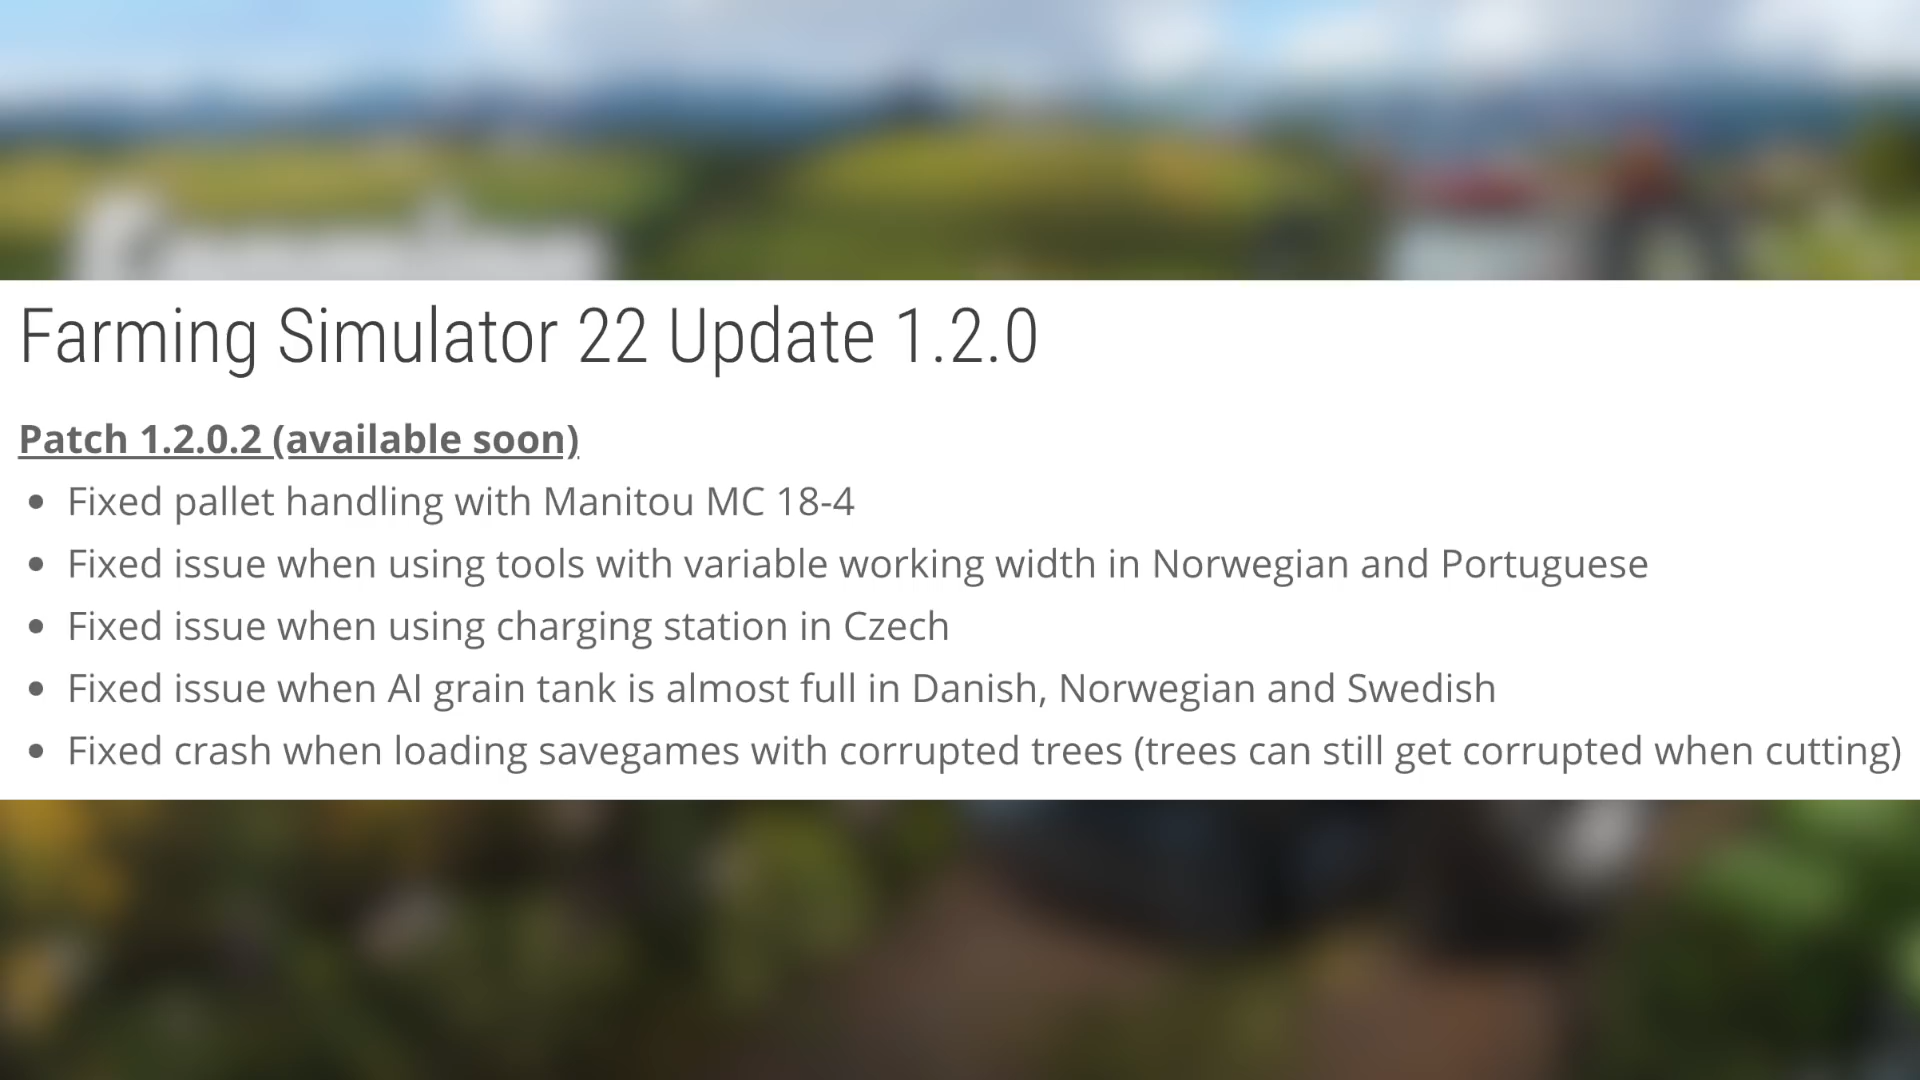 Farming Simulator 22 Update 1.2.0
Patch 1.2.0.2 (available soon)
• Fixed pallet handling with Manitou MC 18-4
• Fixed issue when using tools with variable working width in Norwegian and Portuguese
• Fixed issue when using charging station in Czech
• Fixed issue when AI grain tank is almost full in Danish, Norwegian and Swedish
• Fixed crash when loading savegames with corrupted trees (trees can still get corrupted when cutting)